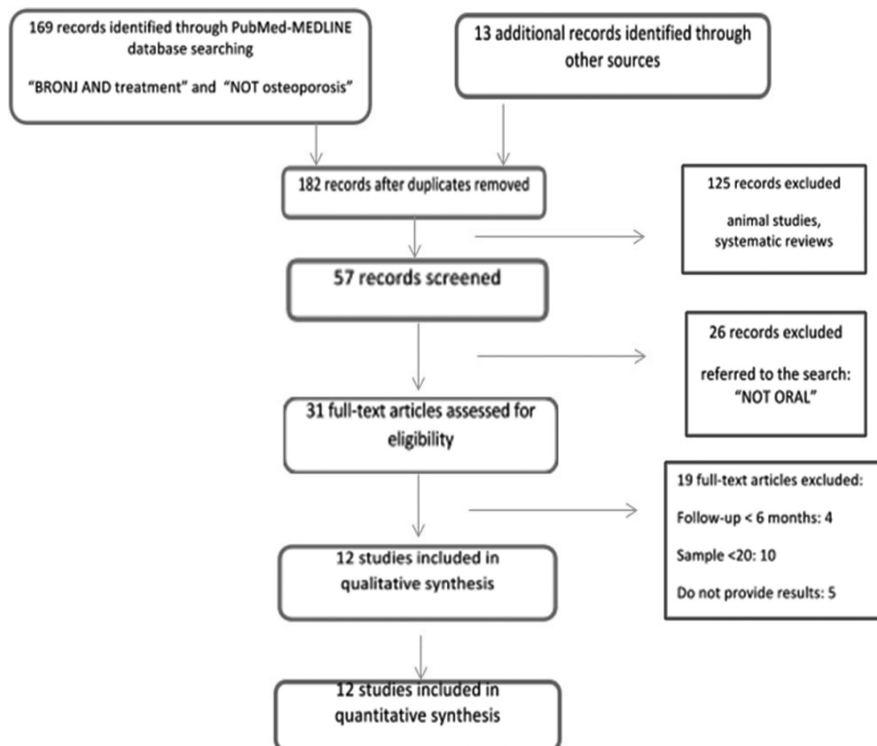 169 records identified through PubMed-MEDLINE
database searching
“BRONJ AND treatment” and “NOT osteoporosis”
13 additional records identified through
other sources
182 records after duplicates removed
125 records excluded
animal studies,
systematic reviews
57 records screened
26 records excluded
referred to the search:
“NOT ORAL”
31 full-text articles assessed for
eligibility
19 full-text articles excluded:
Follow-up < 6 months: 4
Sample <20: 10
Do not provide results: 5
12 studies included in
qualitative synthesis
12 studies included in
quantitative synthesis